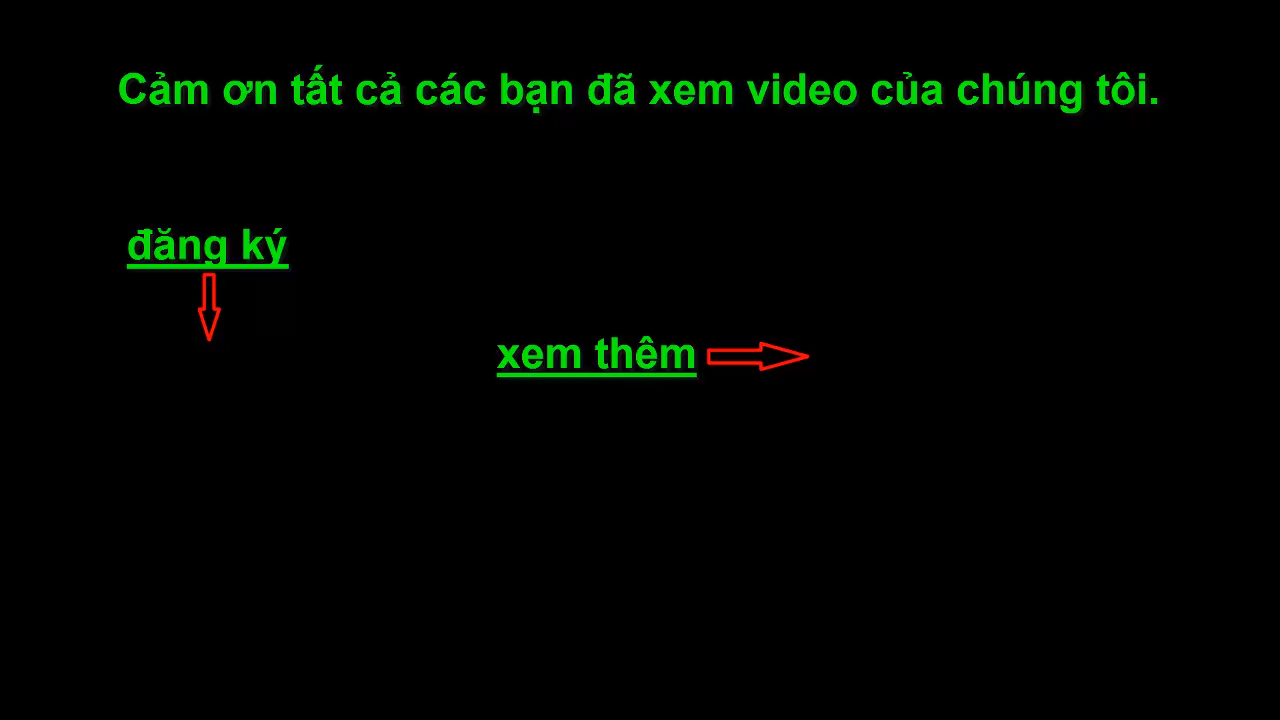 Cảm ơn tất cả các bạn đã xem video của chúng tôi.
đăng ký
xem thêm